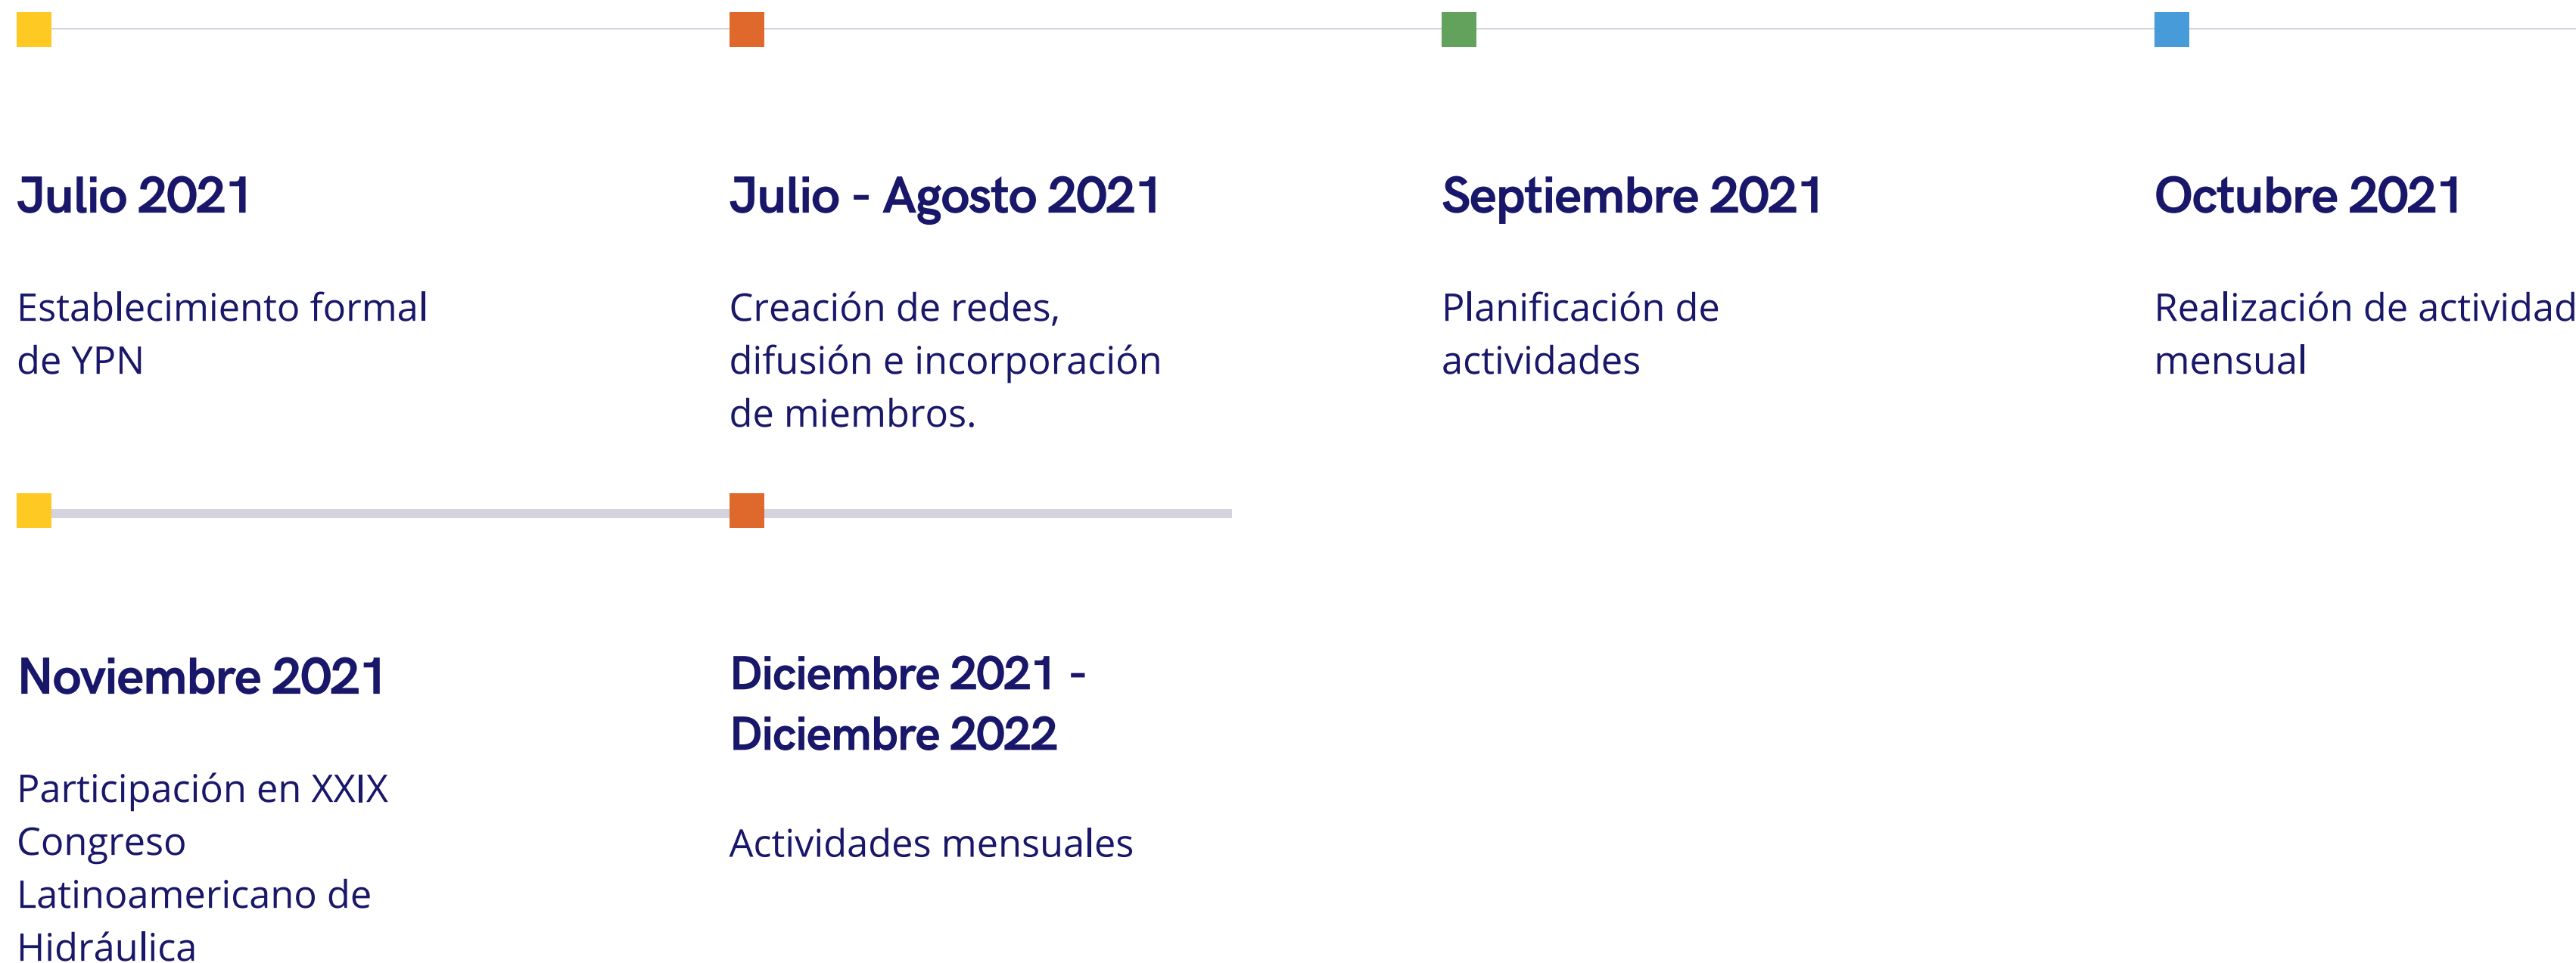 Julio 2021
Establecimiento formal
de YPN
Julio - Agosto 2021
Creación de redes,
difusión e incorporación
de miembros.
Septiembre 2021
Planificación de
actividades
Octubre 2021
Realización de actividad
mensual
Noviembre 2021
Participación en XXIX
Congreso
Latinoamericano de
Hidráulica
Diciembre 2021 -
Diciembre 2022
Actividades mensuales